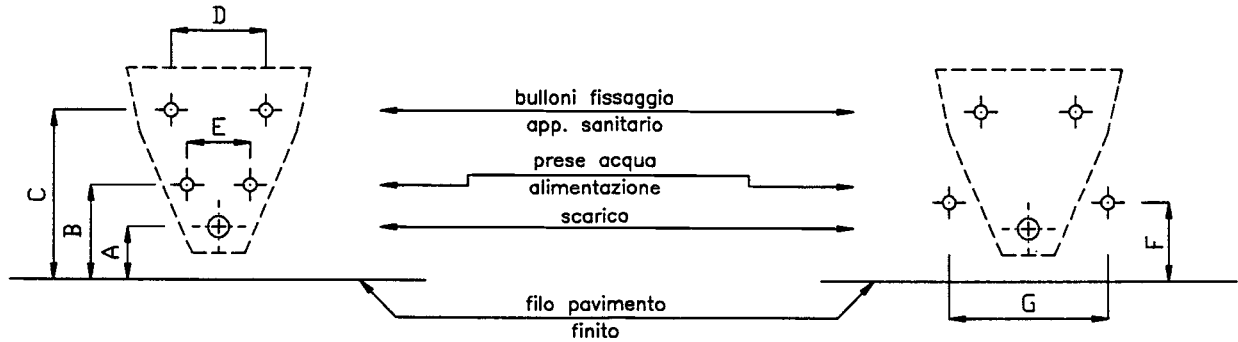 D
bulloni fissaggio
app. sanitario
E
prese acqua
alimentazione
C
B
scarico
A
F
G
filo pavimento
finito